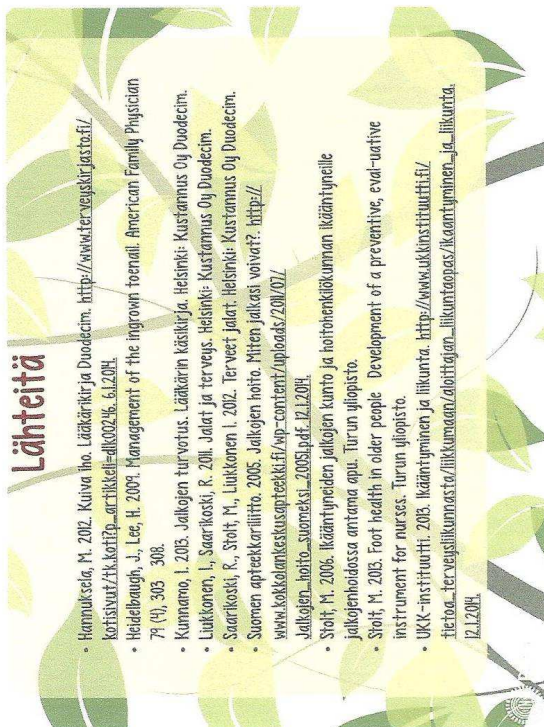 Lähteitä
• Hannuksela, M. 2012. Kuiva iho. Lääkärikirja Duodecim. http://www.terveyskirjasto.fi/
kotisivut/tk.koti?p_artikkeli=dlk00246. 6.1.2014.
• Heidelbaugh, J., Lee, H. 2009. Management of the ingrown toenail. American Family Physician
79 (4), 303 308.
• Kunnamo, I. 2013. Jalkojen turvotus. Lääkärin käsikirja. Helsinki: Kustannus Oy Duodecim.
• Liukkonen, I., Saarikoski, R. 2011. Jalat ja terveys. Helsinki: Kustannus Oy Duodecim.
• Saarikoski, R., Stolt, M., Liukkonen I. 2012. Terveet jalat. Helsinki: Kustannus Oy Duodecim.
• Suomen apteekkariliitto. 2005. Jalkojen hoito. Miten jalkasi voivat?. http://
www.kokkolankeskusapteekki.fi/wp-content/uploads/2011/07/
Jalkojen_hoito_suomeksi_20051.pdf. 12.1.2014.
• Stolt, M. 2006. Ikääntyneiden jalkojen kunto ja hoitohenkilökunnan ikääntyneille
jalkojenhoidossa antama apu. Turun yliopisto.
• Stolt, M. 2013. Foot health in older people Development of a preventive, eval-uative
instrument for nurses. Turun yliopisto.
• UKK-instituutti. 2013. Ikääntyminen ja liikunta. http://www.ukkinstituutti.fi/
tietoa_terveysliikunnasta/liikkumaan/aloittajan_liikuntaopas/ikaantyminen_ja_liikunta.
12.1.2014.